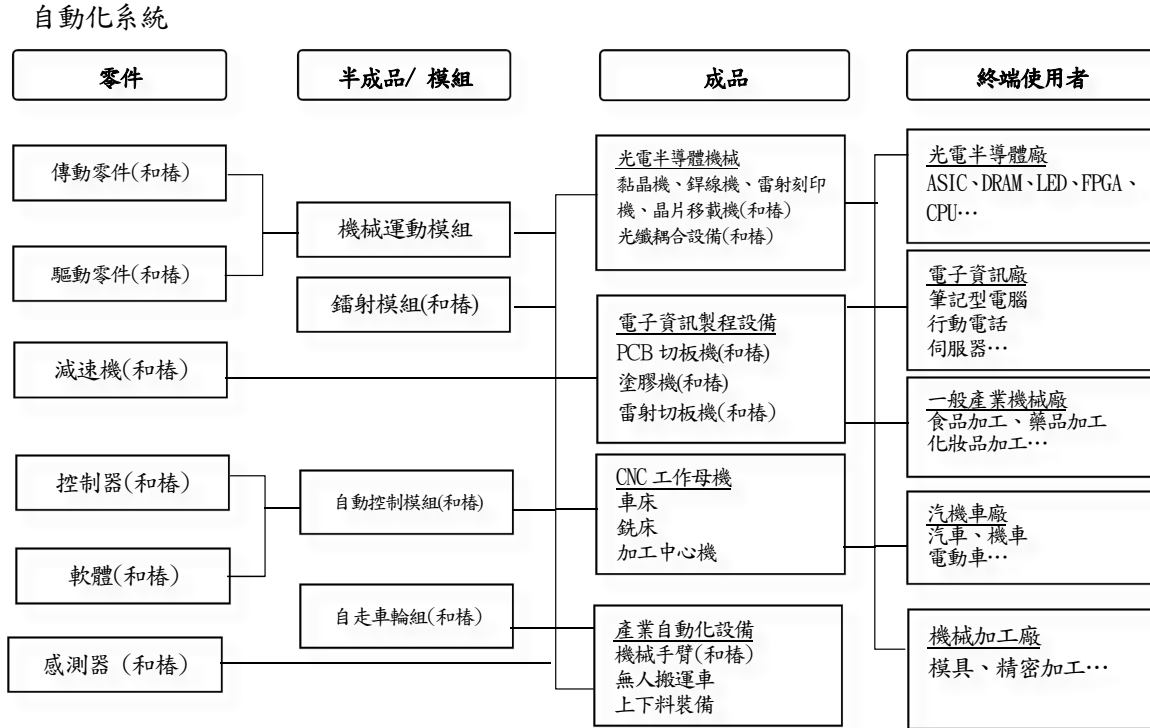 自動化系統
零件
半成品/ 模組
成品
終端使用者
傳動零件(和椿)
驅動零件(和椿)
減速機(和椿)
控制器(和椿)
軟體(和椿)
感測器 (和椿)
機械運動模組
鐳射模組(和椿)
自動控制模組(和椿)
自走車輪組(和椿)
光電半導體機械
黏晶機、銲線機、雷射刻印
機、晶片移載機(和椿)
光纖耦合設備(和椿)
電子資訊製程設備
PCB 切板機(和椿)
塗膠機(和椿)
雷射切板機(和椿)
CNC 工作母機
車床
銑床
加工中心機
產業自動化設備
機械手臂(和椿)
無人搬運車
上下料裝備
光電半導體廠
ASIC、DRAM、LED、FPGA、
CPU…
電子資訊廠
筆記型電腦
行動電話
伺服器…
一般產業機械廠
食品加工、藥品加工
化妝品加工…
汽機車廠
汽車、機車
電動車…
機械加工廠
模具、精密加工…